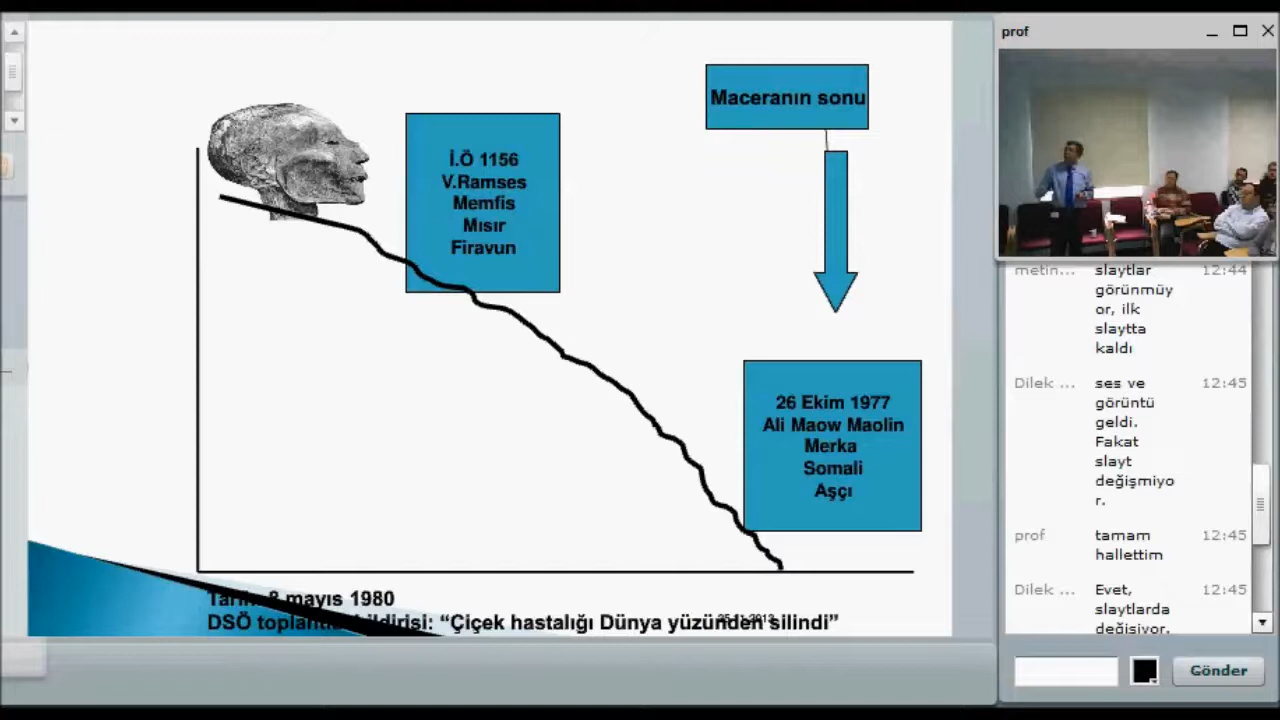 Maceranın sonu
İ.Ö 1156
V.Ramses
Memfis
Mısır
Firavun
26 Ekim 1977
Ali Maow Maolin
Merka
Somali
Aşçı
8 mayıs 1980
DSÖ bildirisi: “Çiçek hastalığı Dünya yüzünden silindi”
prof
metin...
slaytlar
12:44
görünmüy
or, ilk
slaytta
kaldı
Dilek ...
ses ve
12:45
görüntü
geldi.
Fakat
slayt
değişmiyo
r.
prof
tamam
12:45
hallettim
Dilek ...
Evet,
12:45
slaytlarda
değişiyor.
Gönder